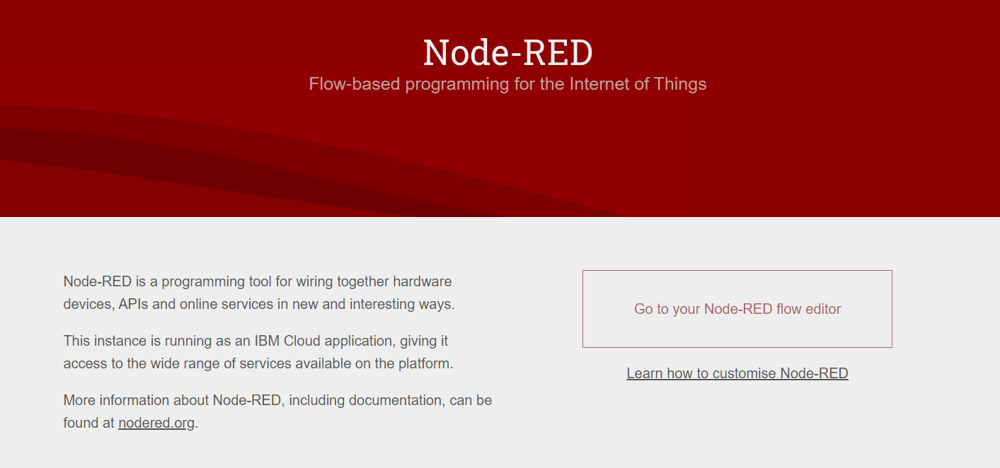 Node-RED
Flow-based programming for the Internet of Things
Node-RED is a programming tool for wiring together hardware
devices, APIs and online services in new and interesting ways.
This instance is running as an IBM Cloud application, giving it
access to the wide range of services available on the platform.
More information about Node-RED, including documentation, can be
found at nodered.org.
Go to your Node-RED flow editor
Learn how to customise Node-RED